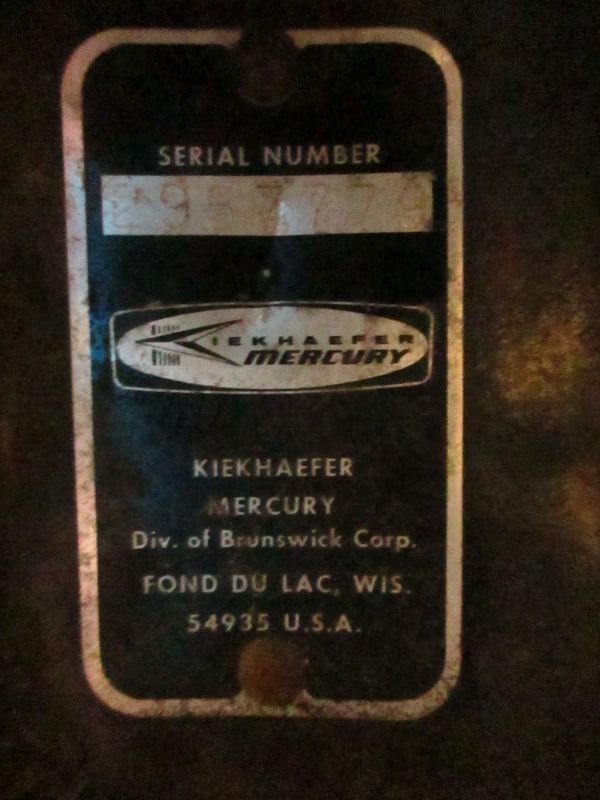 SERIAL NUMBER
KIEKHAEFER
MERCURY
KIEKHAEFER
MERCURY
Div. of Brunswick Corp.
FOND DU LAC, WIS.
54935 U.S.A.